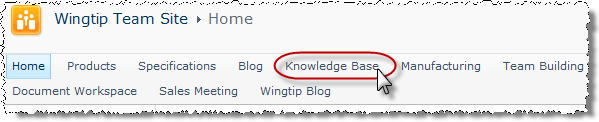 Wingtip Team Site ▸ Home
Home Products Specifications Blog Knowledge Base Manufacturing Team Building
Document Workspace Sales Meeting Wingtip Blog